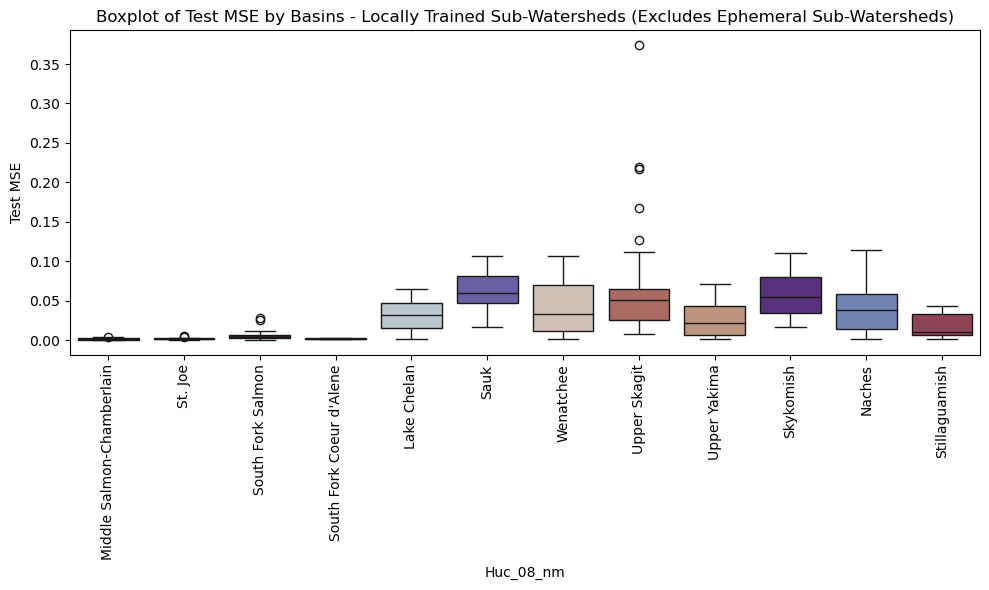 Boxplot of Test MSE by Basins - Locally Trained Sub-Watersheds (Excludes Ephemeral Sub-Watersheds)
Test MSE
0.35
0.30
0.25
0.20
0.15
0.10
0.05
0.00
Middle Salmon-Chamberlain
St. Joe
South Fork Salmon
South Fork Coeur d'Alene
Lake Chelan
Sauk
Wenatchee
Upper Skagit
Upper Yakima
Skykomish
Naches
Stillaguamish
Huc_08_nm